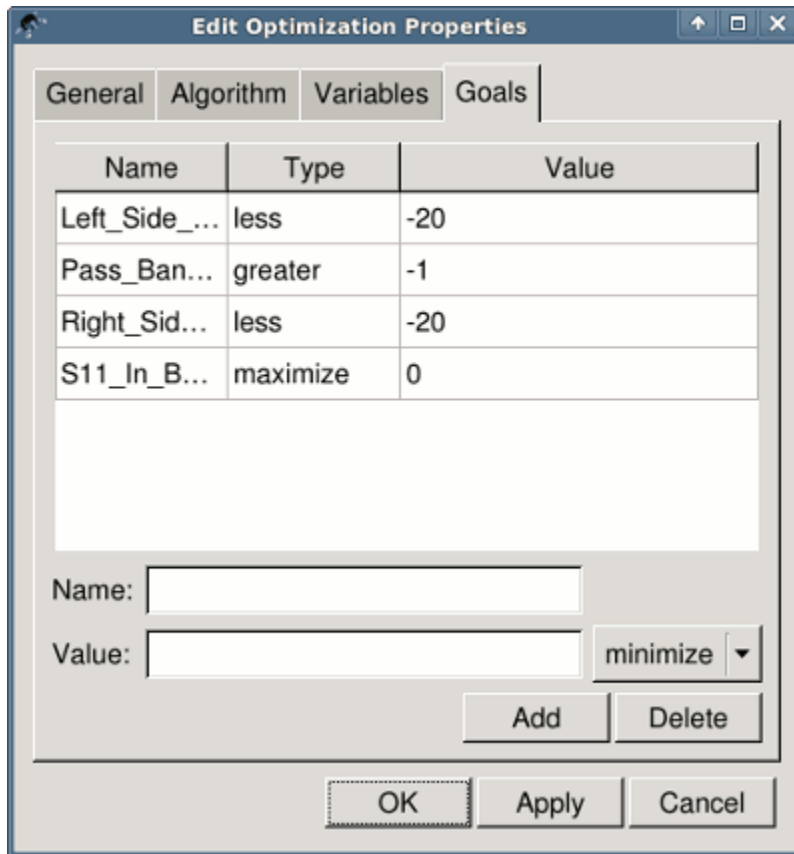 Edit Optimization Properties
General Algorithm Variables Goals
Name Type Value
Left_Side_... less -20
Pass_Ban... greater -1
Right_Sid... less -20
S11_In_B... maximize 0
Name:
Value: minimize
Add Delete
OK Apply Cancel